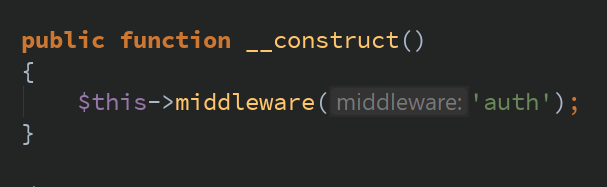 public function __construct()
{
    $this->middleware( middleware: 'auth');
}